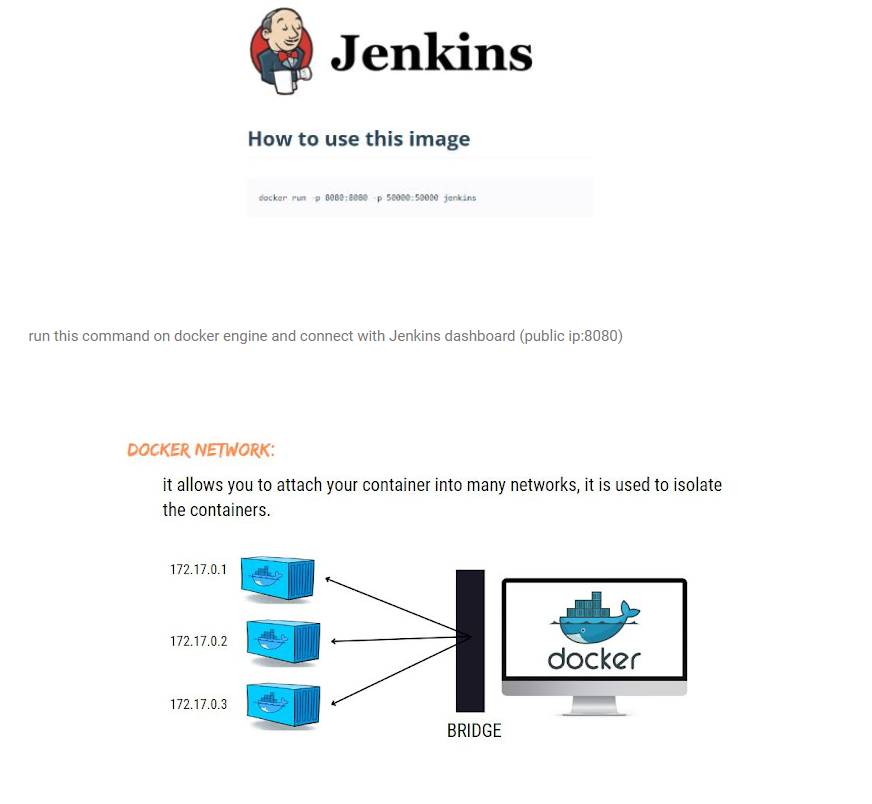 Jenkins
How to use this image
docker run -p 8080:8080 -p 50000:50000 jenkins
run this command on docker engine and connect with Jenkins dashboard (public ip:8080)
DOCKER NETWORK:
it allows you to attach your container into many networks, it is used to isolate
the containers.
172.17.0.1
172.17.0.2
172.17.0.3
docker
BRIDGE